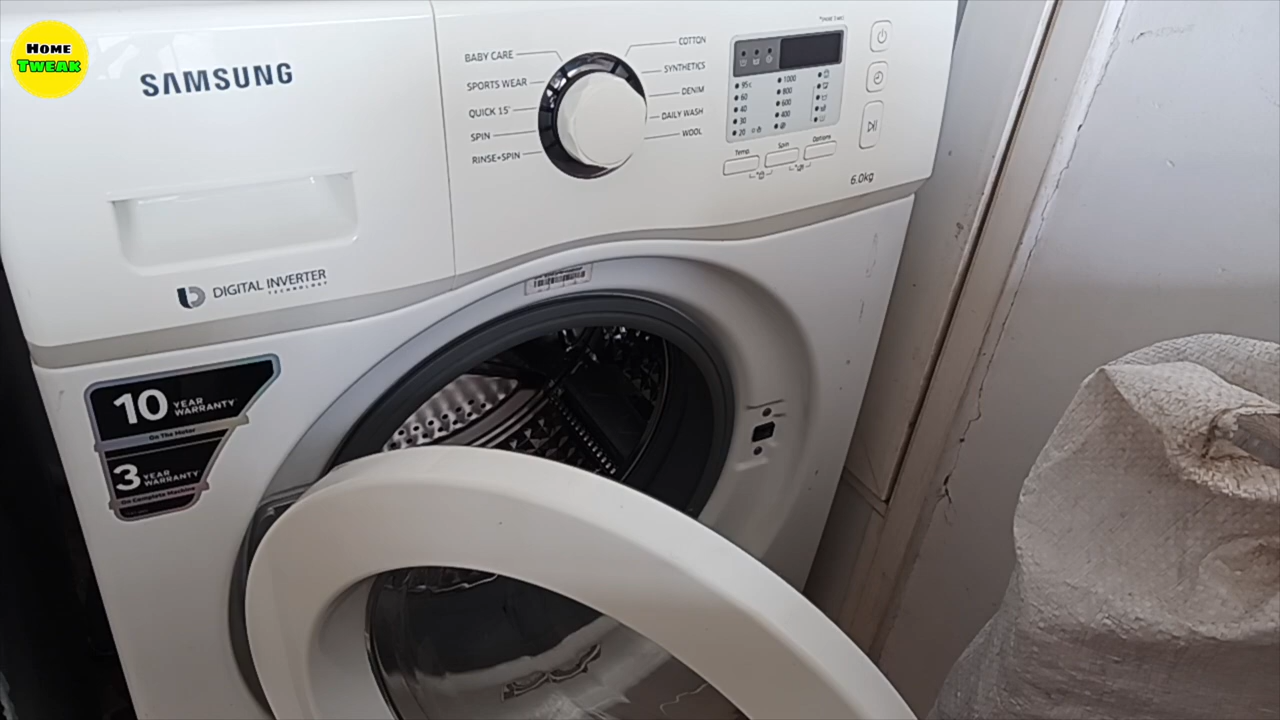 HOME
TWEAK
SAMSUNG
BABY CARE
SPORTS WEAR
QUICK 15'
SPIN
RINSE+SPIN
COTTON
SYNTHETICS
DENIM
DAILY WASH
WOOL
95℃
60
40
30
20
1000
800
600
400
Temp.
Spin
Options
6.0kg
DIGITAL INVERTER
TECHNOLOGY
10 YEAR
WARRANTY*
On The Motor
3 YEAR
WARRANTY*
On Complete Machine